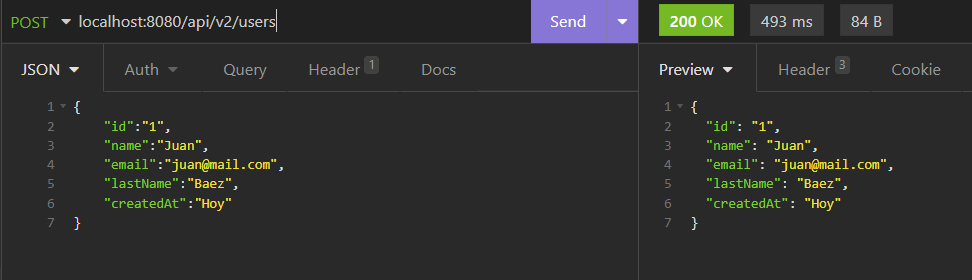 POST localhost:8080/api/v2/users Send 200 OK 493 ms 84 B
JSON Auth Query Header 1 Docs Preview Header 3 Cookie
1 {
2 "id":"1",
3 "name":"Juan",
4 "email":"juan@mail.com",
5 "lastName":"Baez",
6 "createdAt":"Hoy"
7 }
1 {
2 "id": "1",
3 "name": "Juan",
4 "email": "juan@mail.com",
5 "lastName": "Baez",
6 "createdAt": "Hoy"
7 }